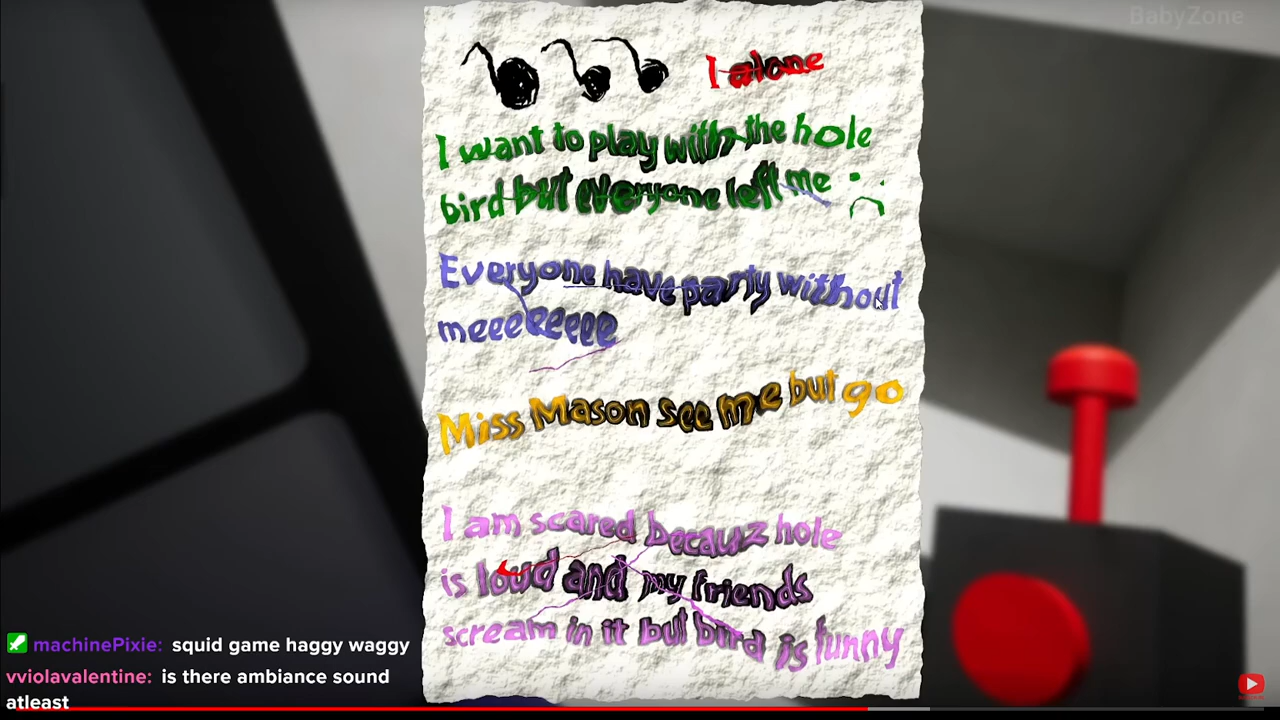 BabyZone
I alone
I want to play with the hole
bird but everyone left me
Everyone have party without
meeeeeeee
Miss Mason see me but go
I am scared becauz hole
is loud and my friends
scream in it but bird is funny
machinePixie: squid game haggy waggy
vviolavalentine: is there ambiance sound
atleast